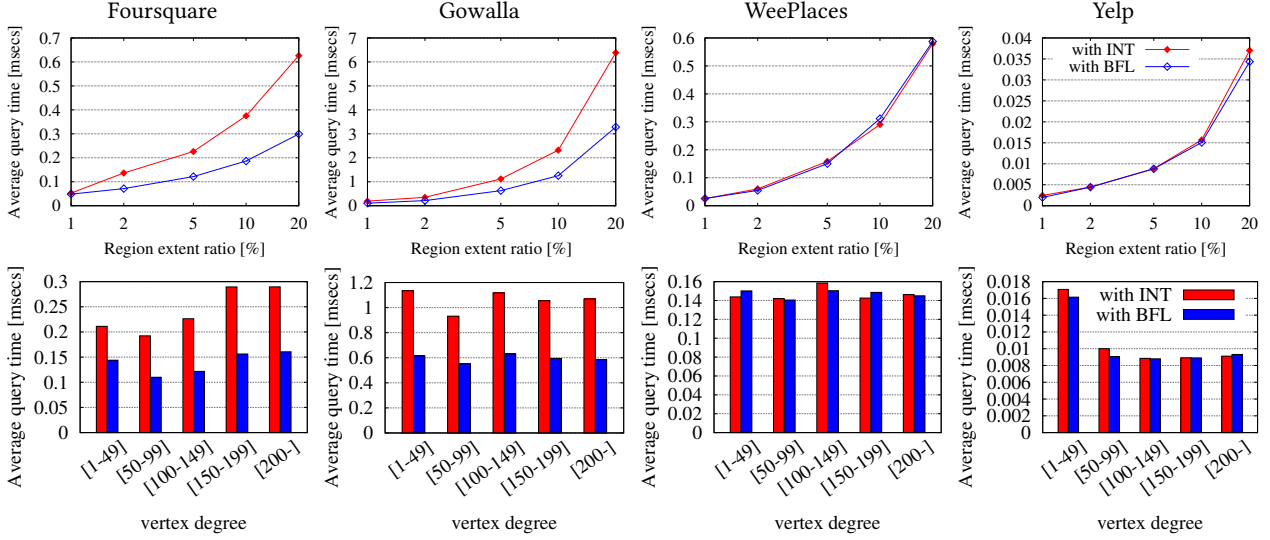 Foursquare
Gowalla
WeePlaces
Yelp
Average query time [msecs]
0.7
0.6
0.5
0.4
0.3
0.2
0.1
0
1 2 5 10 20
Region extent ratio [%]
Average query time [msecs]
7
6
5
4
3
2
1
0
1 2 5 10 20
Region extent ratio [%]
Average query time [msecs]
0.6
0.5
0.4
0.3
0.2
0.1
0
1 2 5 10 20
Region extent ratio [%]
Average query time [msecs]
0.04
0.035
0.03
0.025
0.02
0.015
0.01
0.005
0
with INT
with BFL
1 2 5 10 20
Region extent ratio [%]
Average query time [msecs]
0.3
0.25
0.2
0.15
0.1
0.05
0
[1-49] [50-99] [100-149] [150-199] [200-]
vertex degree
Average query time [msecs]
1.2
1
0.8
0.6
0.4
0.2
0
[1-49] [50-99] [100-149] [150-199] [200-]
vertex degree
Average query time [msecs]
0.16
0.14
0.12
0.1
0.08
0.06
0.04
0.02
0
[1-49] [50-99] [100-149] [150-199] [200-]
vertex degree
Average query time [msecs]
0.018
0.016
0.014
0.012
0.01
0.008
0.006
0.004
0.002
0
with INT
with BFL
[1-49] [50-99] [100-149] [150-199] [200-]
vertex degree